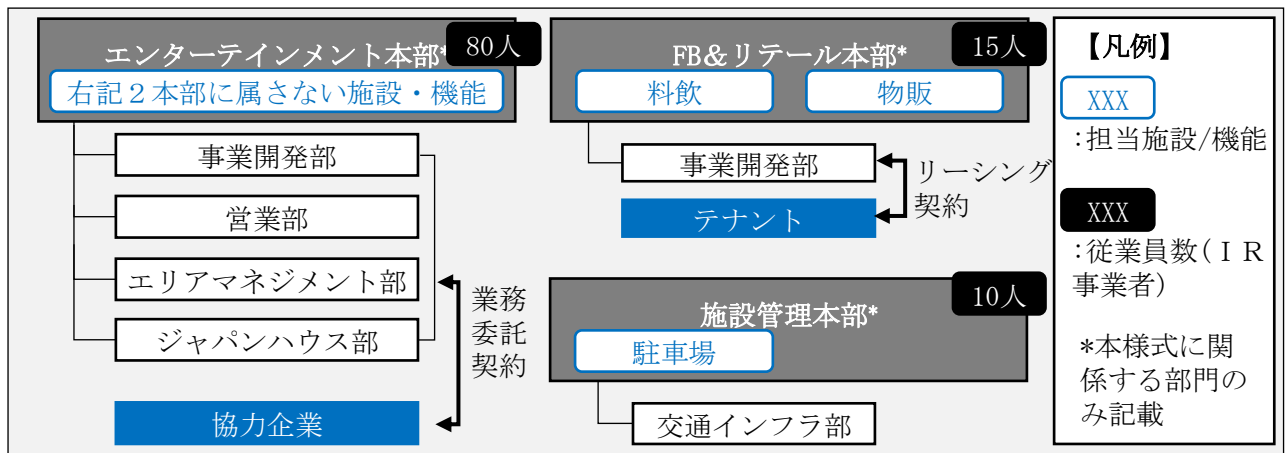 エンターテインメント本部*
80人
右記２本部に属さない施設・機能
事業開発部
営業部
エリアマネジメント部
ジャパンハウス部
業務
委託
契約
協力企業
FB&リテール本部*
15人
料飲
物販
事業開発部
リーシング
契約
テナント
施設管理本部*
10人
駐車場
交通インフラ部
【凡例】
XXX
:担当施設/機能
XXX
:従業員数(ＩＲ
事業者)
*本様式に関
係する部門の
み記載